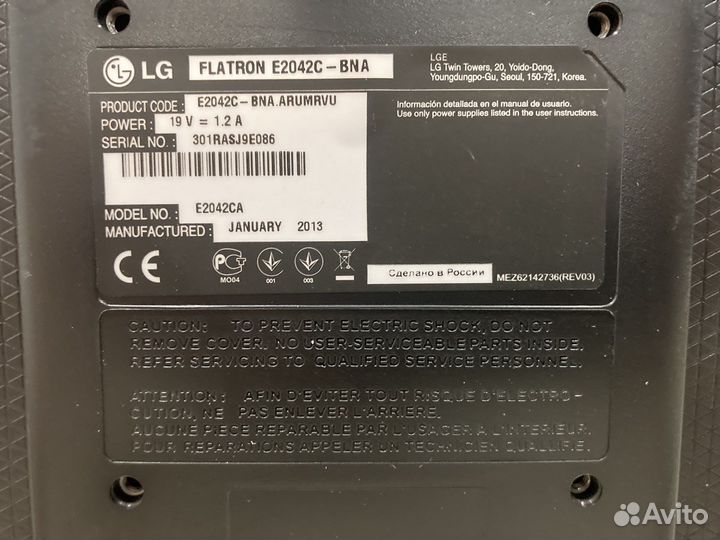 LG FLATRON E2042C-BNA
LGE
LG Twin Towers, 20, Yoido-Dong,
Youngdungpo-Gu, Seoul, 150-721, Korea.
PRODUCT CODE : E2042C-BNA.ARUMRVU
POWER : 19 V = 1.2 A
SERIAL NO. : 301RASJ9E086
Información detallada en el manual de usuario.
Use only power supplies listed in the user instructions.
MODEL NO. : E2042CA
MANUFACTURED : JANUARY 2013
CE
РСТ
МО04
001
003
Сделано в России
MEZ62142736(REV03)
CAUTION: TO PREVENT ELECTRIC SHOCK, DO NOT
REMOVE COVER. NO USER-SERVICEABLE PARTS INSIDE.
REFER SERVICING TO QUALIFIED SERVICE PERSONNEL.
ATTENTION: AFIN D'EVITER TOUT RISQUE D'ELECTRO-
CUTION, NE PAS ENLEVER L'ARRIERE.
AUCUNE PIECE REPARABLE PAR L'USAGER A L'INTERIEUR.
POUR REPARATIONS APPELER UN TECHNICIEN QUALIFIE.
Avito